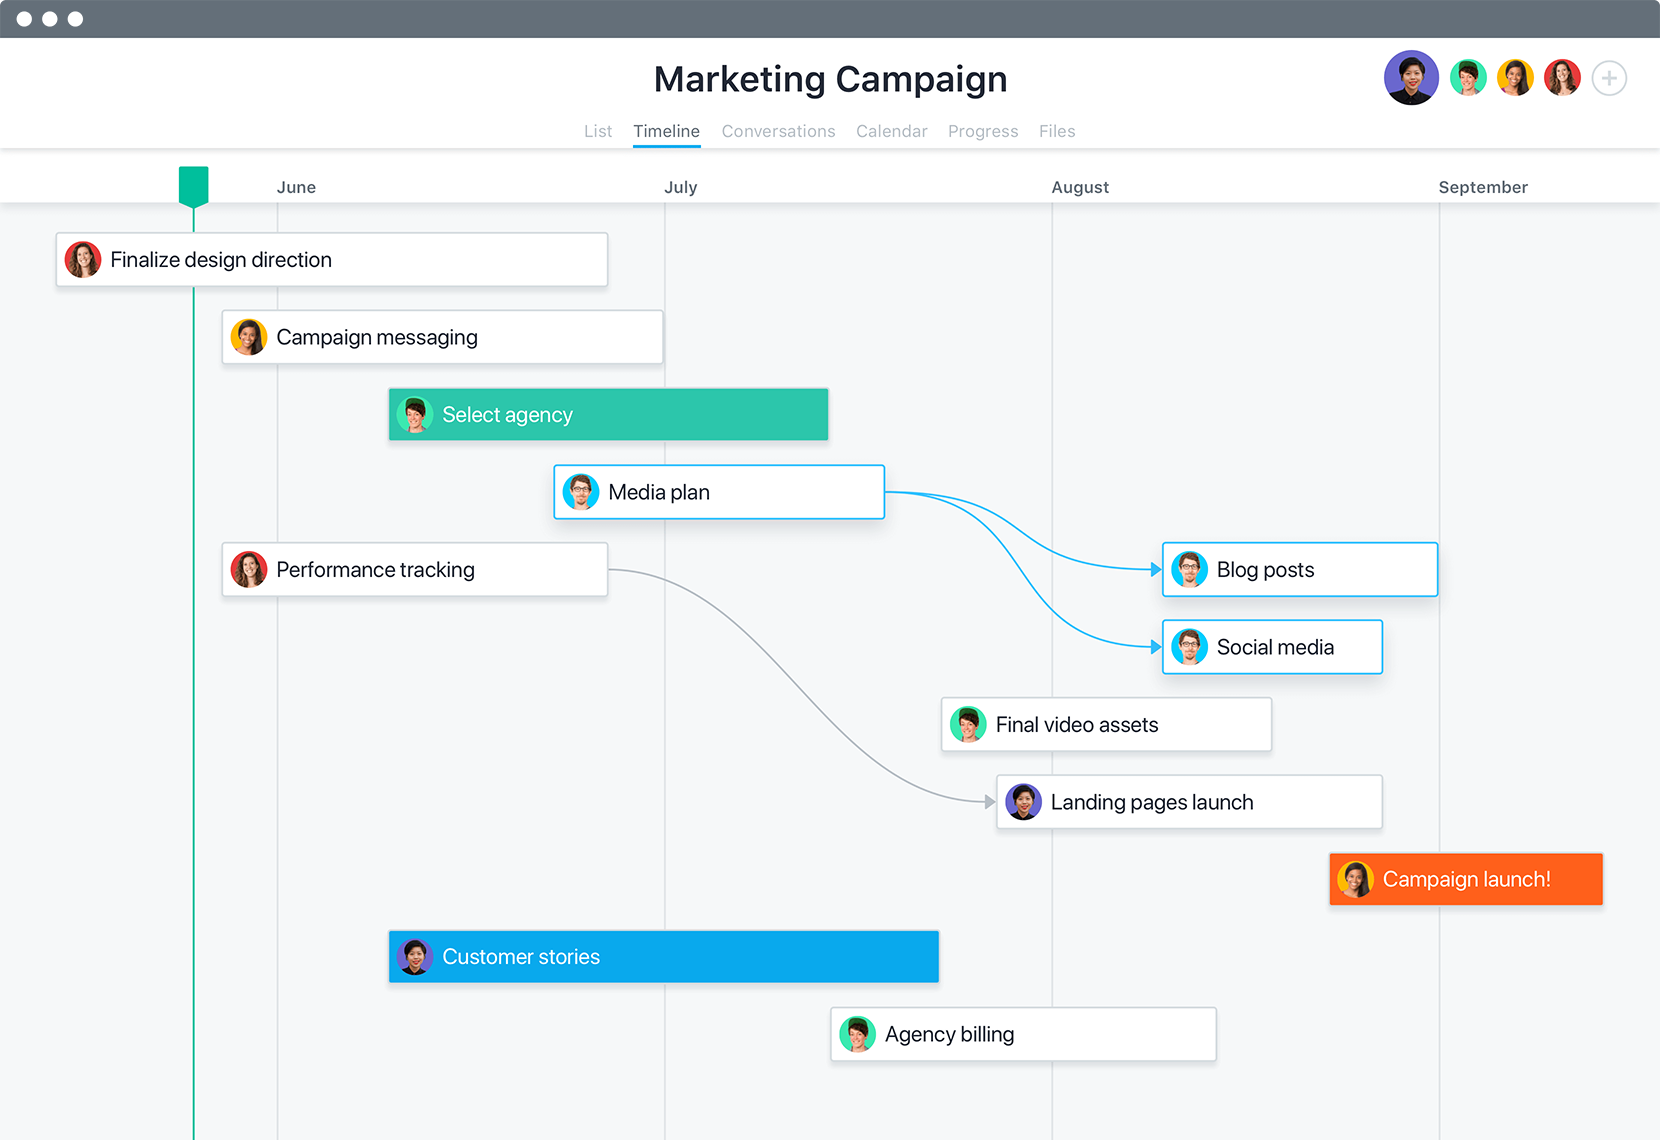 Marketing Campaign
List Timeline Conversations Calendar Progress Files
June July August September
Finalize design direction
Campaign messaging
Select agency
Media plan
Performance tracking
Blog posts
Social media
Final video assets
Landing pages launch
Campaign launch!
Customer stories
Agency billing